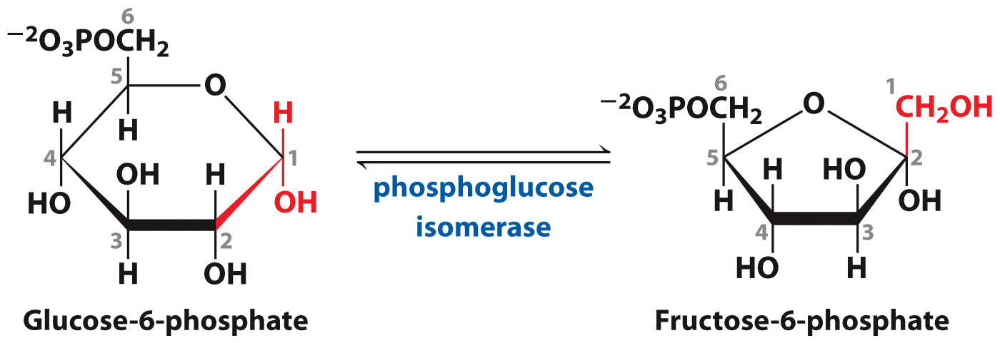 6
⁻²O₃POCH₂
5
O
H
H
H
4
1
OH
H
HO
OH
3
2
H
OH
Glucose-6-phosphate
phosphoglucose
isomerase
6
1
⁻²O₃POCH₂
O
CH₂OH
5
2
H
HO
H
OH
4
3
HO
H
Fructose-6-phosphate